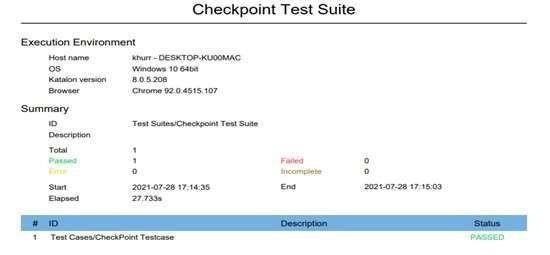 Checkpoint Test Suite
Execution Environment
Host name khurr - DESKTOP-KU00MAC
OS Windows 10 64bit
Katalon version 8.0.5.208
Browser Chrome 92.0.4515.107
Summary
ID Test Suites/Checkpoint Test Suite
Description
Total 1
Passed 1 Failed 0
Error 0 Incomplete 0
Start 2021-07-28 17:14:35 End 2021-07-28 17:15:03
Elapsed 27.733s
# ID Description Status
1 Test Cases/CheckPoint Testcase PASSED